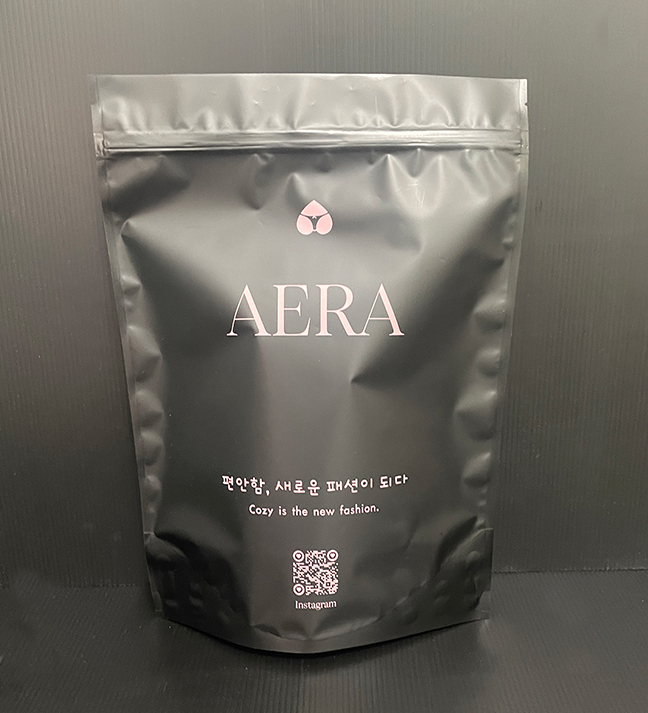 AERA
편안함, 새로운 패션이 되다
Cozy is the new fashion.
Instagram